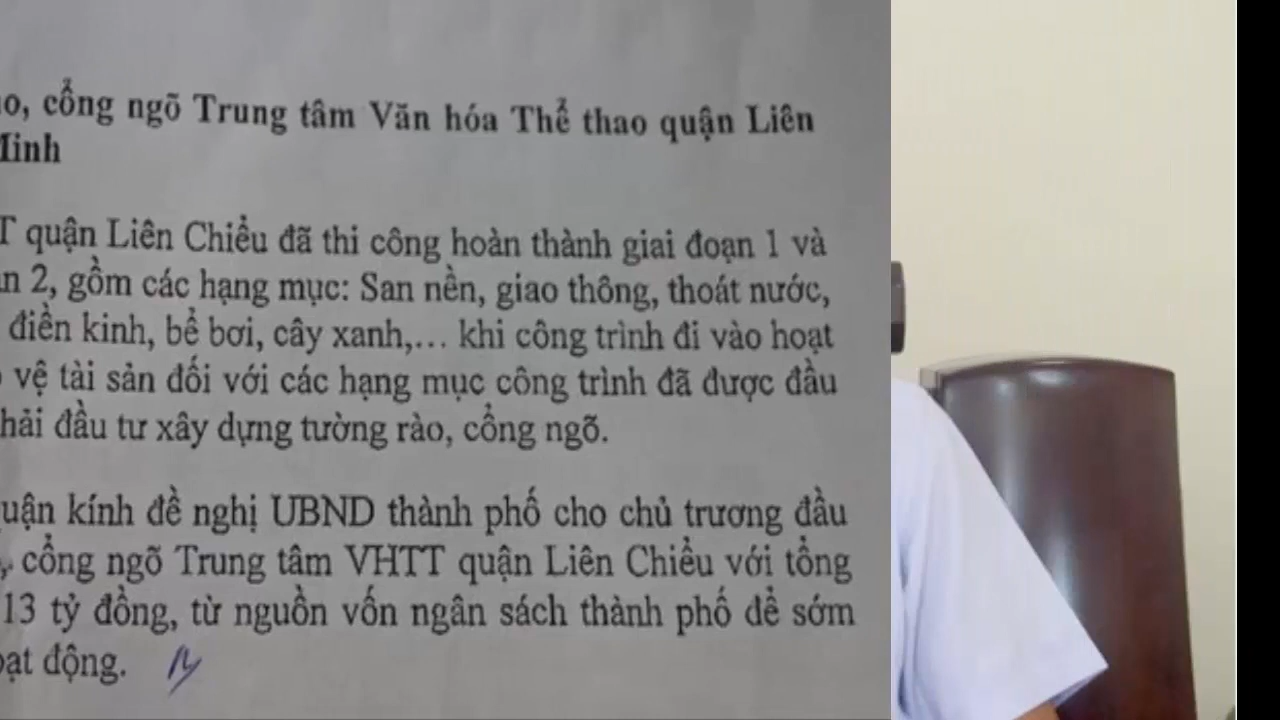 cổng ngõ Trung tâm Văn hóa Thể thao quận Liên
Minh
quận Liên Chiểu đã thi công hoàn thành giai đoạn 1 và
2, gồm các hạng mục: San nền, giao thông, thoát nước,
điền kinh, bể bơi, cây xanh,... khi công trình đi vào hoạt
vệ tài sản đối với các hạng mục công trình đã được đầu
đầu tư xây dựng tường rào, cổng ngõ.
kính đề nghị UBND thành phố cho chủ trương đầu
cổng ngõ Trung tâm VHTT quận Liên Chiểu với tổng
13 tỷ đồng, từ nguồn vốn ngân sách thành phố để sớm
động.